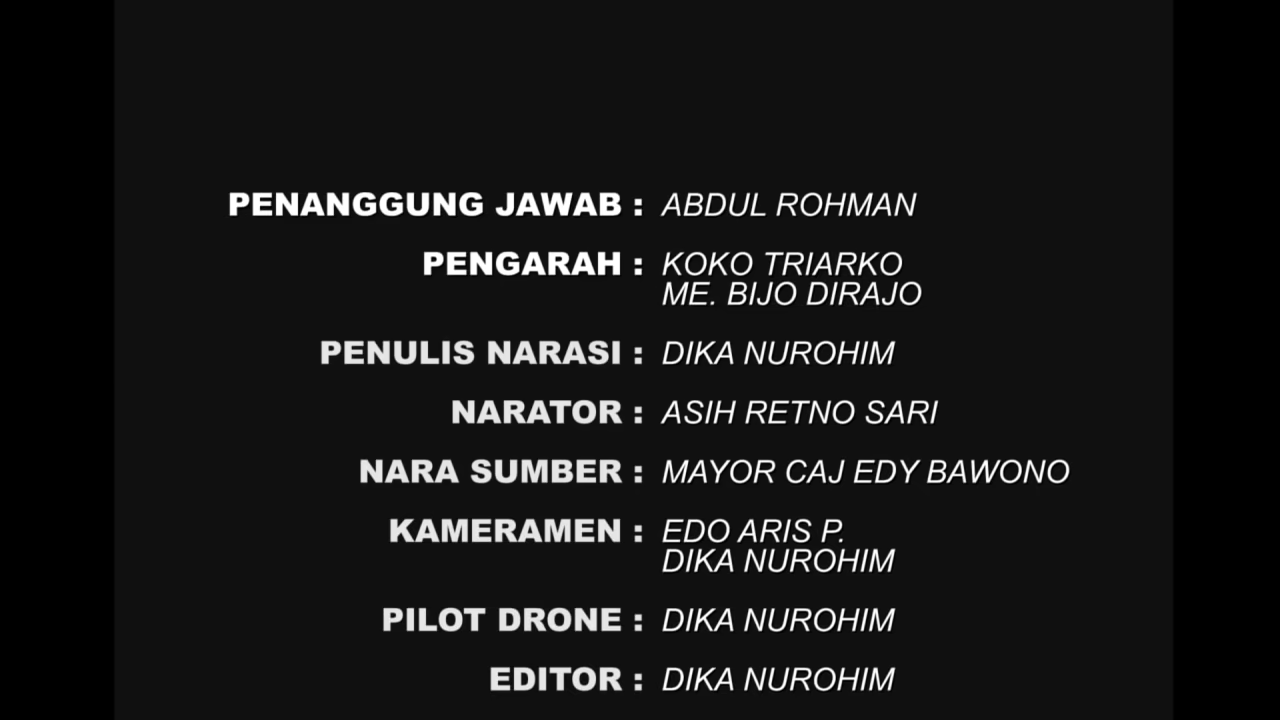 PENANGGUNG JAWAB : ABDUL ROHMAN
PENGARAH : KOKO TRIARKO
ME. BIJO DIRAJO
PENULIS NARASI : DIKA NUROHIM
NARATOR : ASIH RETNO SARI
NARA SUMBER : MAYOR CAJ EDY BAWONO
KAMERAMEN : EDO ARIS P.
DIKA NUROHIM
PILOT DRONE : DIKA NUROHIM
EDITOR : DIKA NUROHIM